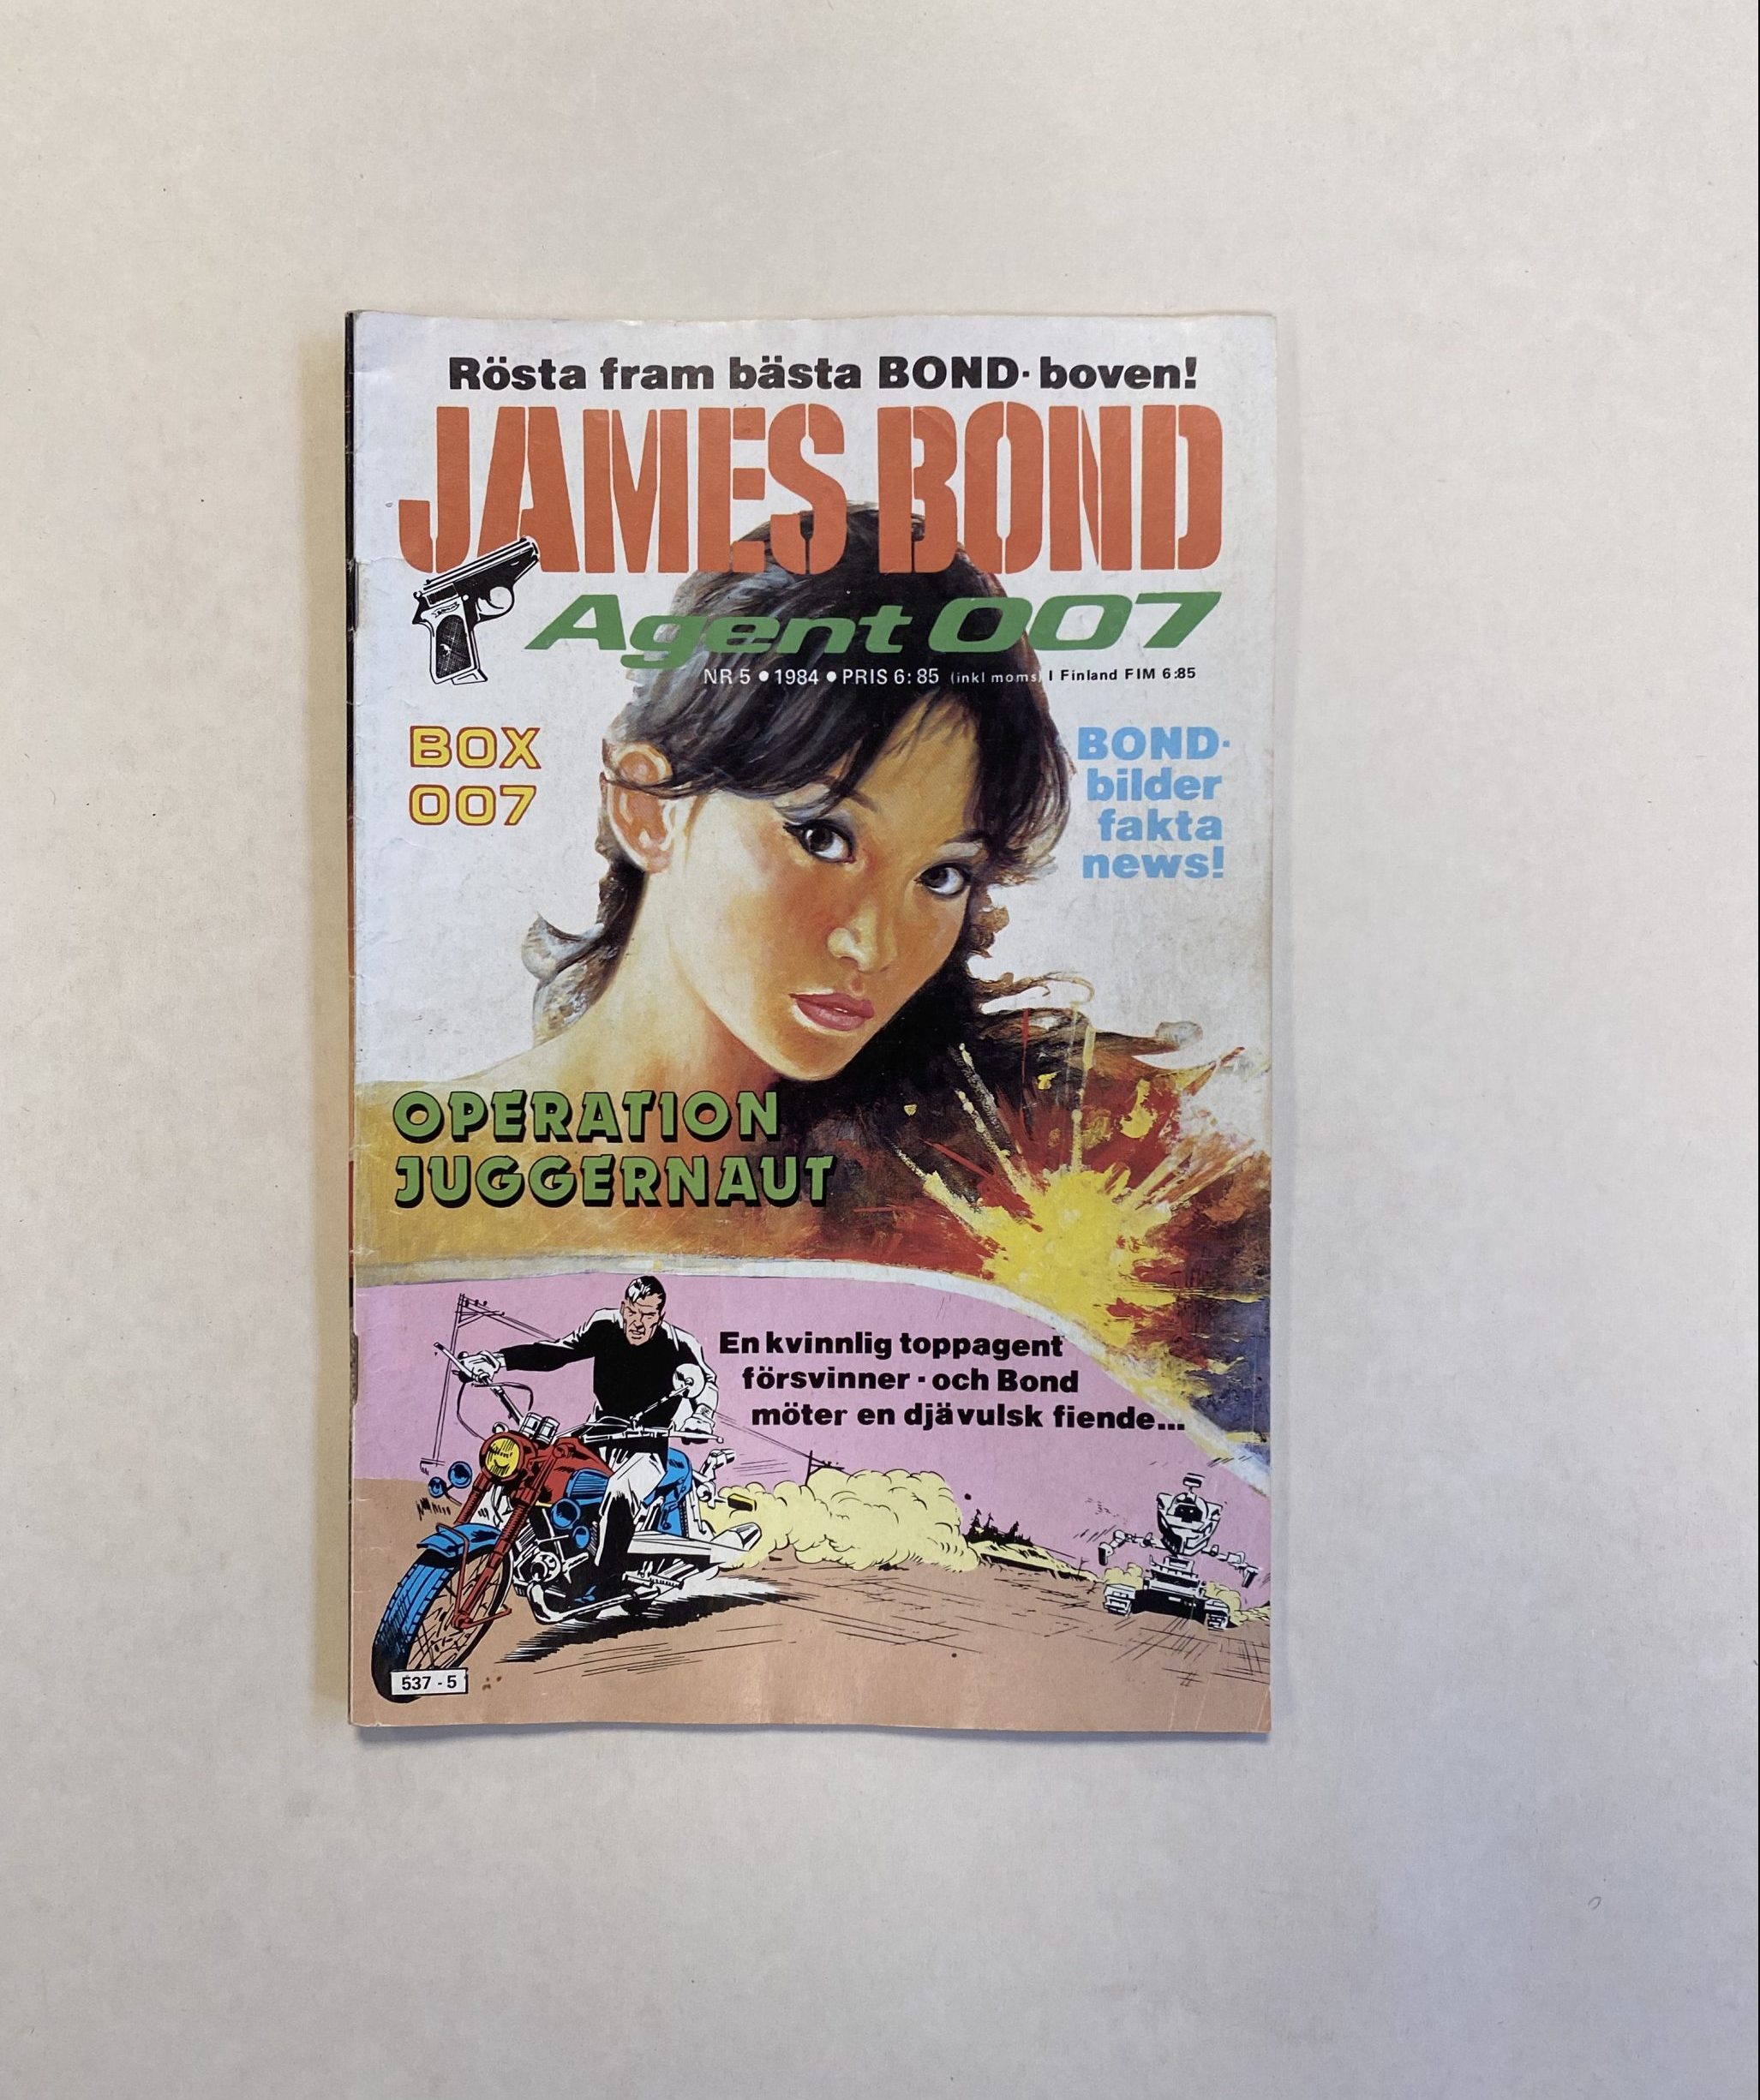 Rösta fram bästa BOND-boven!
JAMES BOND
Agent 007
NR 5 • 1984 • PRIS 6:85 (inkl moms) I Finland FIM 6:85
BOX
007
BOND-
bilder
fakta
news!
OPERATION
JUGGERNAUT
En kvinnlig toppagent
försvinner - och Bond
möter en djävulsk fiende...
537-5